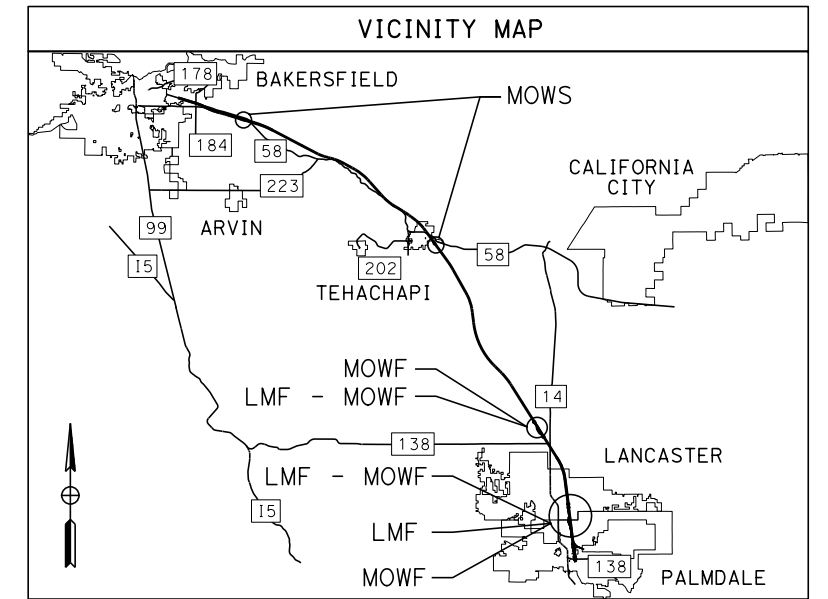 VICINITY MAP
178
BAKERSFIELD
MOWS
184
58
CALIFORNIA
CITY
223
ARVIN
99
I5
202
58
TEHACHAPI
MOWF
LMF - MOWF
14
138
LANCASTER
LMF - MOWF
I5
LMF
138
MOWF
PALMDALE